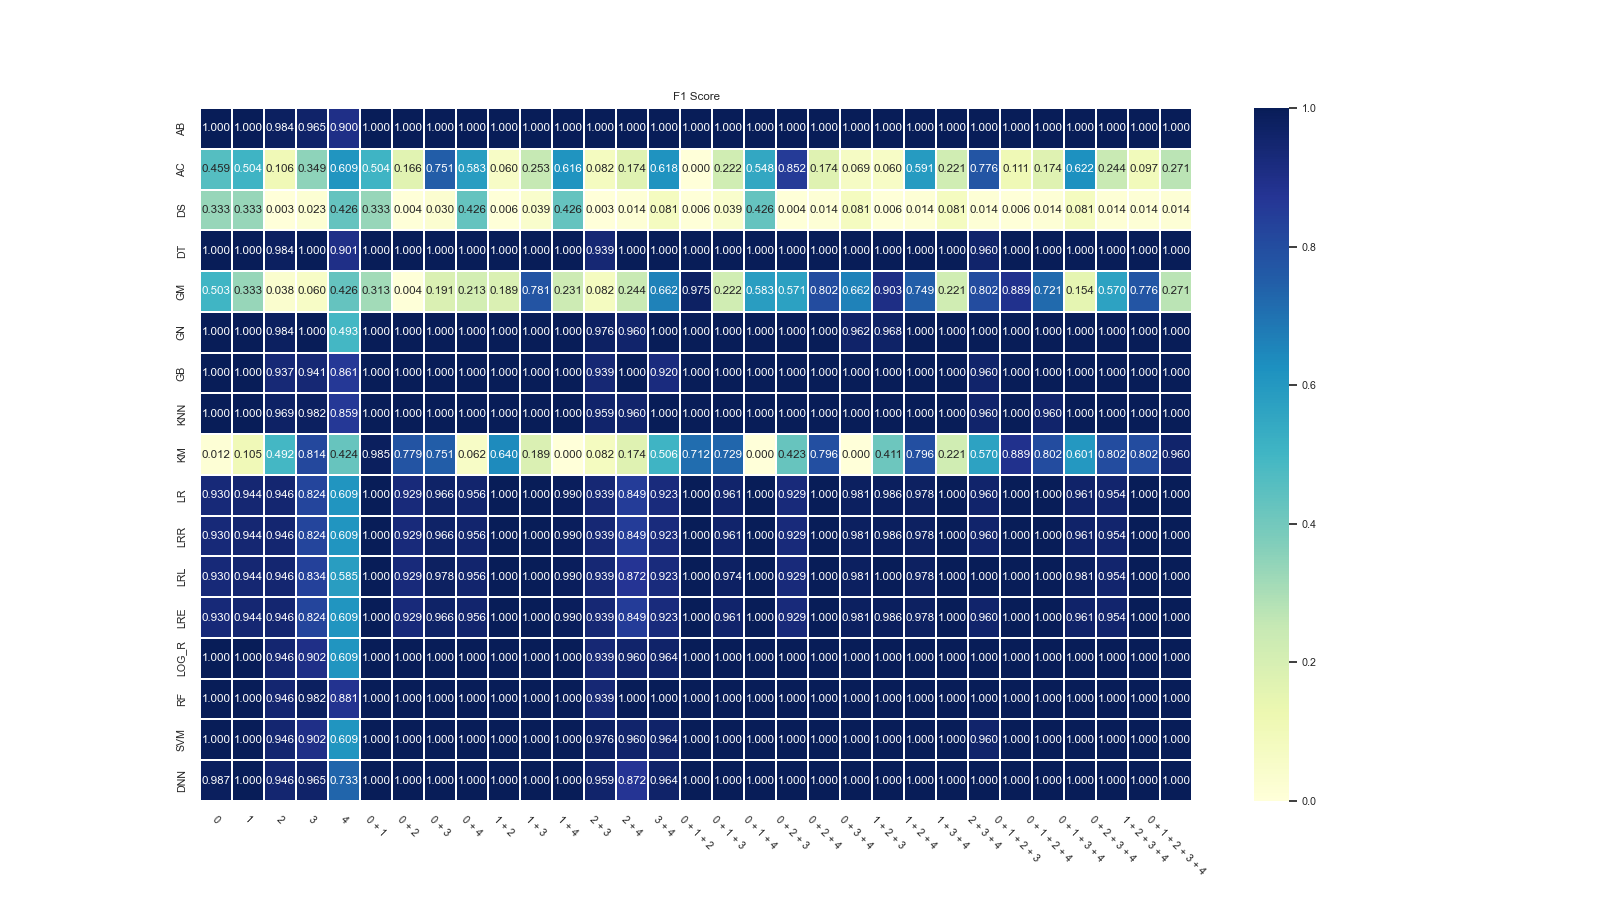 F1 Score
AB 1.000 1.000 0.984 0.965 0.900 1.000 1.000 1.000 1.000 1.000 1.000 1.000 1.000 1.000 1.000 1.000 1.000 1.000 1.000 1.000 1.000 1.000 1.000 1.000 1.000 1.000 1.000 1.000 1.000 1.000 1.000
AC 0.459 0.504 0.106 0.349 0.609 0.504 0.166 0.751 0.583 0.060 0.253 0.616 0.082 0.174 0.618 0.000 0.222 0.548 0.852 0.174 0.069 0.060 0.591 0.221 0.776 0.111 0.174 0.622 0.244 0.097 0.271
DS 0.333 0.333 0.003 0.023 0.426 0.333 0.004 0.030 0.426 0.006 0.039 0.426 0.003 0.014 0.081 0.006 0.039 0.426 0.004 0.014 0.081 0.006 0.014 0.081 0.014 0.006 0.014 0.081 0.014 0.014 0.014
DT 1.000 1.000 0.984 1.000 0.901 1.000 1.000 1.000 1.000 1.000 1.000 1.000 0.939 1.000 1.000 1.000 1.000 1.000 1.000 1.000 1.000 1.000 1.000 1.000 0.960 1.000 1.000 1.000 1.000 1.000 1.000
GM 0.503 0.333 0.038 0.060 0.426 0.313 0.004 0.191 0.213 0.189 0.781 0.231 0.082 0.244 0.662 0.975 0.222 0.583 0.571 0.802 0.662 0.903 0.749 0.221 0.802 0.889 0.721 0.154 0.570 0.776 0.271
GN 1.000 1.000 0.984 1.000 0.493 1.000 1.000 1.000 1.000 1.000 1.000 1.000 0.976 0.960 1.000 1.000 1.000 1.000 1.000 1.000 0.962 0.968 1.000 1.000 1.000 1.000 1.000 1.000 1.000 1.000 1.000
GB 1.000 1.000 0.937 0.941 0.861 1.000 1.000 1.000 1.000 1.000 1.000 1.000 0.939 1.000 0.920 1.000 1.000 1.000 1.000 1.000 1.000 1.000 1.000 1.000 0.960 1.000 1.000 1.000 1.000 1.000 1.000
KNN 1.000 1.000 0.969 0.982 0.859 1.000 1.000 1.000 1.000 1.000 1.000 1.000 0.959 0.960 1.000 1.000 1.000 1.000 1.000 1.000 1.000 1.000 1.000 1.000 0.960 1.000 0.960 1.000 1.000 1.000 1.000
KM 0.012 0.105 0.492 0.814 0.424 0.985 0.779 0.751 0.062 0.640 0.189 0.000 0.082 0.174 0.506 0.712 0.729 0.000 0.423 0.796 0.000 0.411 0.796 0.221 0.570 0.889 0.802 0.601 0.802 0.802 0.960
LR 0.930 0.944 0.946 0.824 0.609 1.000 0.929 0.966 0.956 1.000 1.000 0.990 0.939 0.849 0.923 1.000 0.961 1.000 0.929 1.000 0.981 0.986 0.978 1.000 0.960 1.000 1.000 0.961 0.954 1.000 1.000
LRR 0.930 0.944 0.946 0.824 0.609 1.000 0.929 0.966 0.956 1.000 1.000 0.990 0.939 0.849 0.923 1.000 0.961 1.000 0.929 1.000 0.981 0.986 0.978 1.000 0.960 1.000 1.000 0.961 0.954 1.000 1.000
LRL 0.930 0.944 0.946 0.834 0.585 1.000 0.929 0.978 0.956 1.000 1.000 0.990 0.939 0.872 0.923 1.000 0.974 1.000 0.929 1.000 0.981 1.000 0.978 1.000 1.000 1.000 1.000 0.981 0.954 1.000 1.000
LRE 0.930 0.944 0.946 0.824 0.609 1.000 0.929 0.966 0.956 1.000 1.000 0.990 0.939 0.849 0.923 1.000 0.961 1.000 0.929 1.000 0.981 0.986 0.978 1.000 0.960 1.000 1.000 0.961 0.954 1.000 1.000
LOG_R 1.000 1.000 0.946 0.902 0.609 1.000 1.000 1.000 1.000 1.000 1.000 1.000 0.939 0.960 0.964 1.000 1.000 1.000 1.000 1.000 1.000 1.000 1.000 1.000 1.000 1.000 1.000 1.000 1.000 1.000 1.000
RF 1.000 1.000 0.946 0.982 0.881 1.000 1.000 1.000 1.000 1.000 1.000 1.000 0.939 1.000 1.000 1.000 1.000 1.000 1.000 1.000 1.000 1.000 1.000 1.000 1.000 1.000 1.000 1.000 1.000 1.000 1.000
SVM 1.000 1.000 0.946 0.902 0.609 1.000 1.000 1.000 1.000 1.000 1.000 1.000 0.976 0.960 0.964 1.000 1.000 1.000 1.000 1.000 1.000 1.000 1.000 1.000 0.960 1.000 1.000 1.000 1.000 1.000 1.000
DNN 0.987 1.000 0.946 0.965 0.733 1.000 1.000 1.000 1.000 1.000 1.000 1.000 0.959 0.872 0.964 1.000 1.000 1.000 1.000 1.000 1.000 1.000 1.000 1.000 1.000 1.000 1.000 1.000 1.000 1.000 1.000
0
1
2
3
4
0 + 1
0 + 2
0 + 3
0 + 4
1 + 2
1 + 3
1 + 4
2 + 3
2 + 4
3 + 4
0 + 1 + 2
0 + 1 + 3
0 + 1 + 4
0 + 2 + 3
0 + 2 + 4
0 + 3 + 4
1 + 2 + 3
1 + 2 + 4
1 + 3 + 4
2 + 3 + 4
0 + 1 + 2 + 3
0 + 1 + 2 + 4
0 + 1 + 3 + 4
0 + 2 + 3 + 4
1 + 2 + 3 + 4
0 + 1 + 2 + 3 + 4
1.0
0.8
0.6
0.4
0.2
0.0